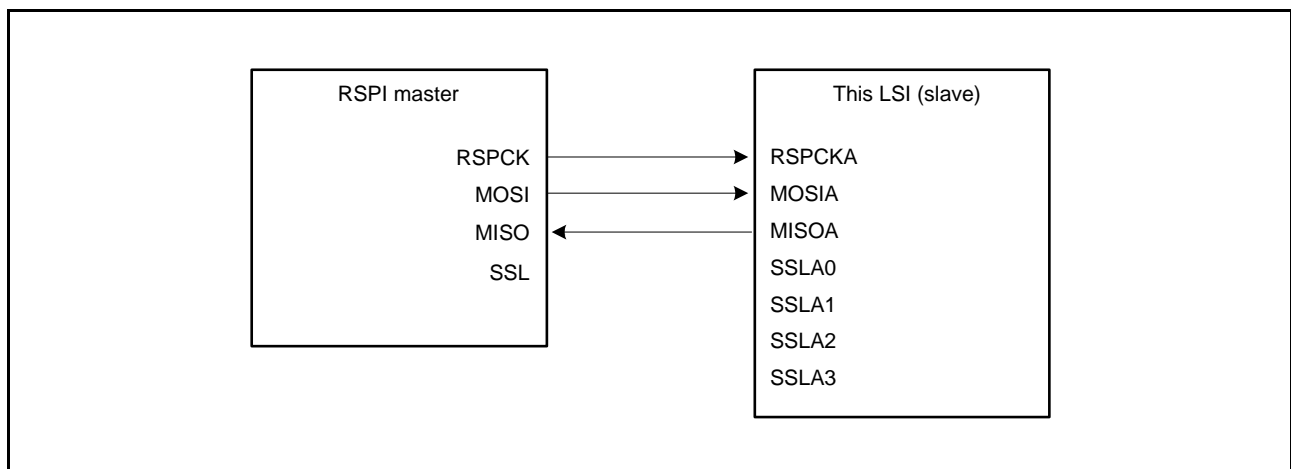 RSPI master
RSPCK
MOSI
MISO
SSL
This LSI (slave)
RSPCKA
MOSIA
MISOA
SSLA0
SSLA1
SSLA2
SSLA3